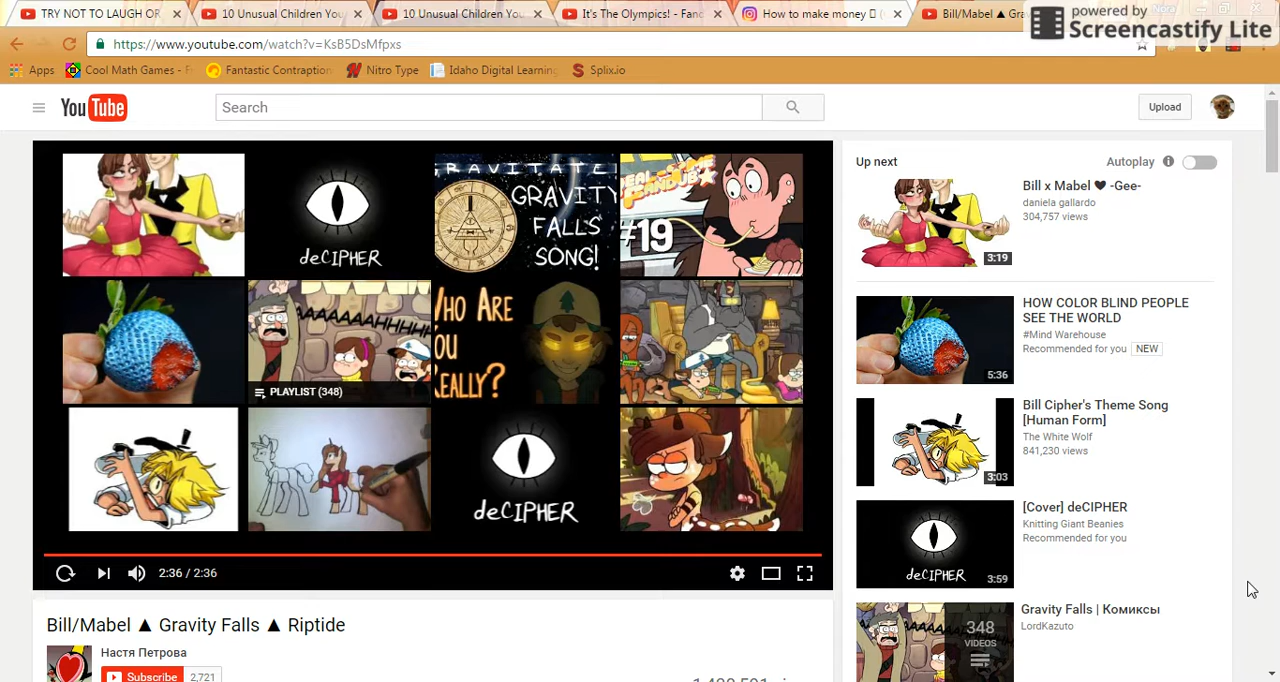 TRY NOT TO LAUGH OR
10 Unusual Children You
10 Unusual Children You
It's The Olympics! - Fand
How to make money
Bill/Mabel ▲ Gra
powered by
Screencastify Lite
https://www.youtube.com/watch?v=KsB5DsMfpxs
Apps
Cool Math Games - F
Fantastic Contraption
Nitro Type
Idaho Digital Learning
Splix.io
YouTube
Search
Upload
deCIPHER
GRAVITY
FALLS
SONG!
#19
WHO ARE
YOU
REALLY?
PLAYLIST (348)
deCIPHER
2:36 / 2:36
Bill/Mabel ▲ Gravity Falls ▲ Riptide
Настя Петрова
Subscribe 2,721
Up next
Autoplay
Bill x Mabel ♥ -Gee-
daniela gallardo
304,757 views
3:19
HOW COLOR BLIND PEOPLE
SEE THE WORLD
#Mind Warehouse
Recommended for you NEW
5:36
Bill Cipher's Theme Song
[Human Form]
The White Wolf
841,230 views
3:03
[Cover] deCIPHER
Knitting Giant Beanies
Recommended for you
deCIPHER
3:59
Gravity Falls | Комиксы
LordKazuto
348
VIDEOS